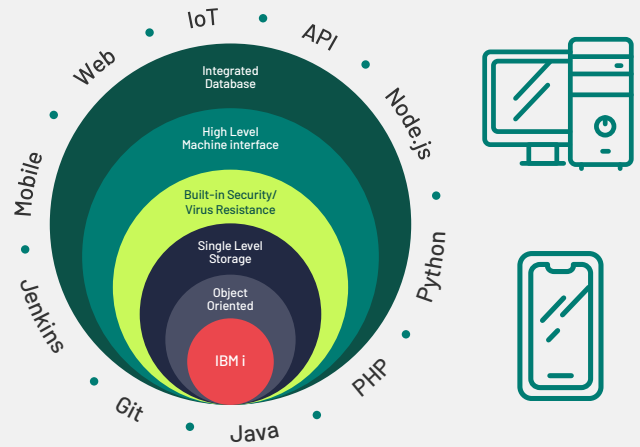 IoT
API
Web
Node.js
Mobile
Python
Jenkins
PHP
Git
Java
Integrated
Database
High Level
Machine interface
Built-in Security/
Virus Resistance
Single Level
Storage
Object
Oriented
IBM i